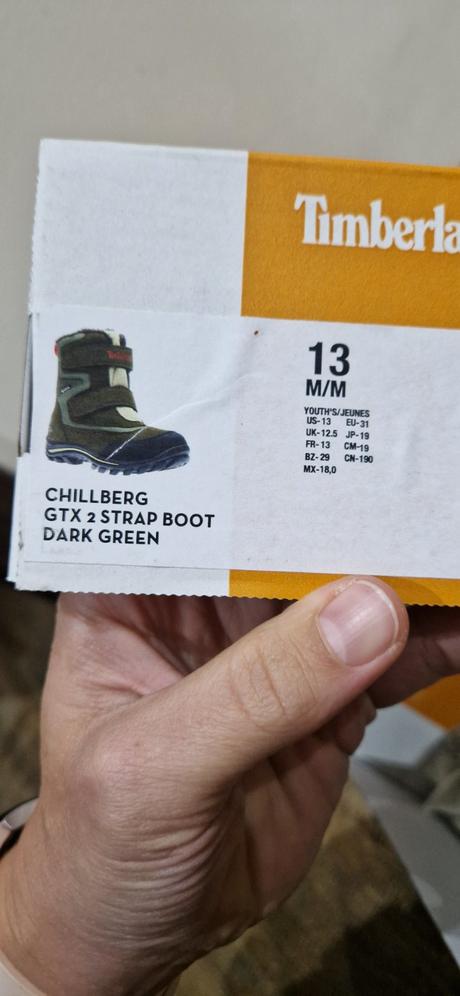 Timberla
13
M/M
YOUTH'S/JEUNES
US-13 EU-31
UK-12.5 JP-19
FR-13 CM-19
BZ-29 CN-190
MX-18,0
CHILLBERG
GTX 2 STRAP BOOT
DARK GREEN